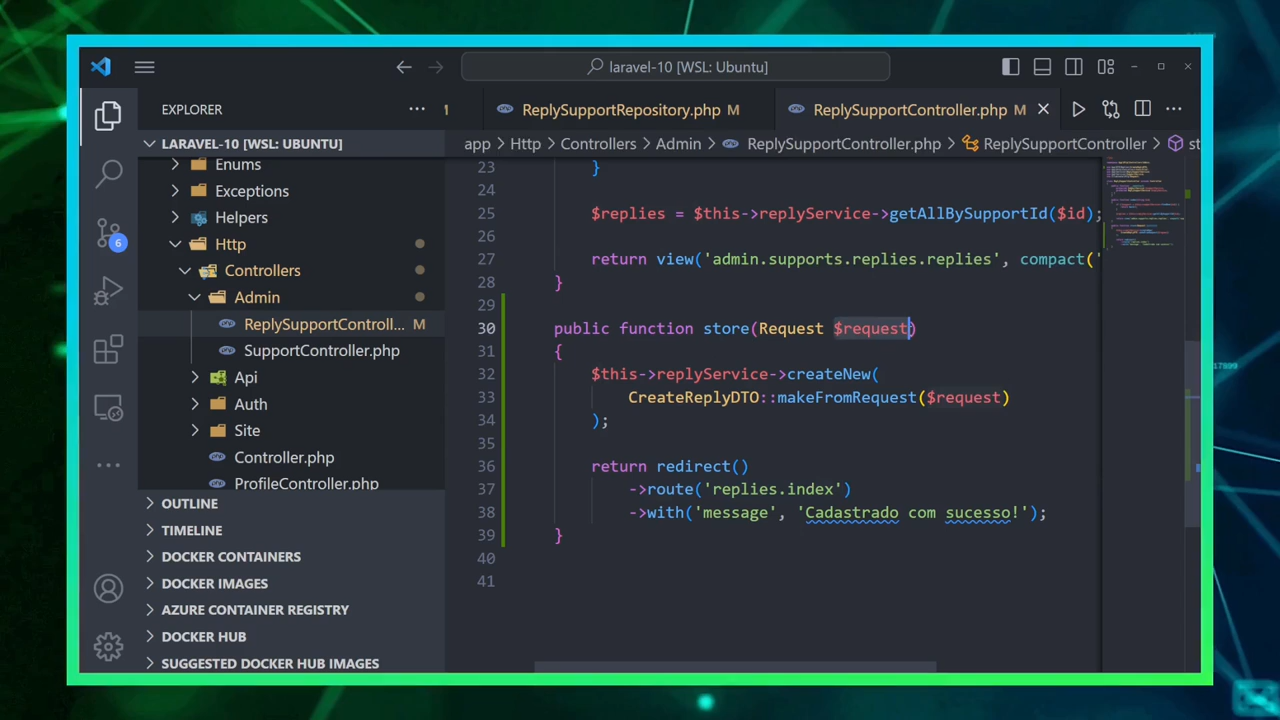 laravel-10 [WSL: Ubuntu]
EXPLORER
1
ReplySupportRepository.php M
ReplySupportController.php M
LARAVEL-10 [WSL: UBUNTU]
app > Http > Controllers > Admin > ReplySupportController.php > ReplySupportController > st
Enums
Exceptions
Helpers
Http
Controllers
Admin
ReplySupportControll... M
SupportController.php
Api
Auth
Site
Controller.php
ProfileController.php
OUTLINE
TIMELINE
DOCKER CONTAINERS
DOCKER IMAGES
AZURE CONTAINER REGISTRY
DOCKER HUB
SUGGESTED DOCKER HUB IMAGES
6
23 }
24
25 $replies = $this->replyService->getAllBySupportId($id);
26
27 return view('admin.supports.replies.replies', compact('
28 }
29
30 public function store(Request $request)
31 {
32 $this->replyService->createNew(
33 CreateReplyDTO::makeFromRequest($request)
34 );
35
36 return redirect()
37 ->route('replies.index')
38 ->with('message', 'Cadastrado com sucesso!');
39 }
40
41